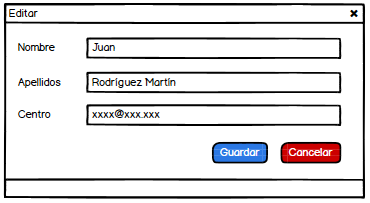 Editar
Nombre Juan
Apellidos Rodríguez Martín
Centro xxxx@xxx.xxx
Guardar Cancelar